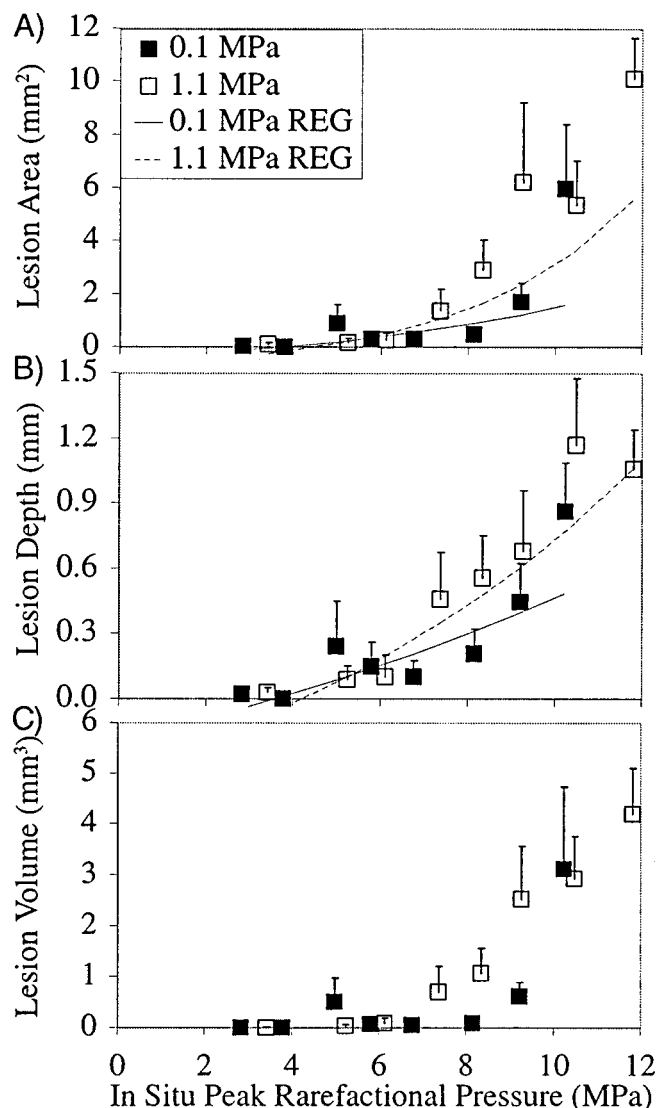 A)
12
10
8
6
4
2
0
Lesion Area (mm²)
0.1 MPa
1.1 MPa
0.1 MPa REG
1.1 MPa REG
B)
1.5
1.2
0.9
0.6
0.3
0.0
Lesion Depth (mm)
C)
6
5
4
3
2
1
0
Lesion Volume (mm³)
0 2 4 6 8 10 12
In Situ Peak Rarefactional Pressure (MPa)